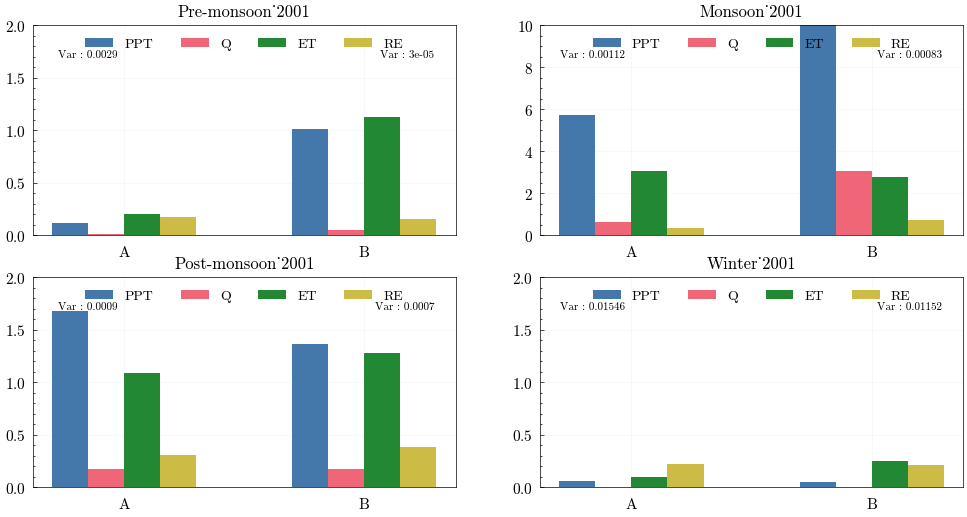 Pre-monsoon˙2001
2.0
1.5
1.0
0.5
0.0
PPT Q ET RE
Var : 0.0029
Var : 3e-05
A B
Monsoon˙2001
10
8
6
4
2
0
PPT Q ET RE
Var : 0.00112
Var : 0.00083
A B
Post-monsoon˙2001
2.0
1.5
1.0
0.5
0.0
PPT Q ET RE
Var : 0.0009
Var : 0.0007
A B
Winter˙2001
2.0
1.5
1.0
0.5
0.0
PPT Q ET RE
Var : 0.01546
Var : 0.01152
A B